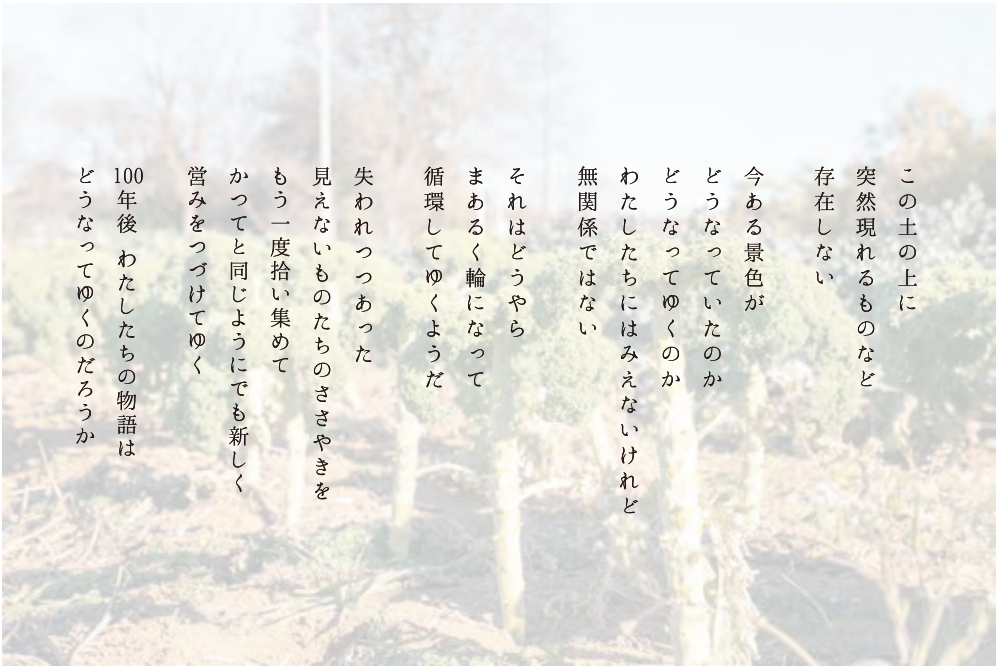 この土の上に
突然現れるものなど
存在しない
今ある景色が
どうなっていたのか
どうなってゆくのか
わたしたちにはみえないけれど
無関係ではない
それはどうやら
まあるく輪になって
循環してゆくようだ
失われつつあった
見えないものたちのささやきを
もう一度拾い集めて
かつてと同じようにでも新しく
営みをつづけてゆく
100年後 わたしたちの物語は
どうなってゆくのだろうか